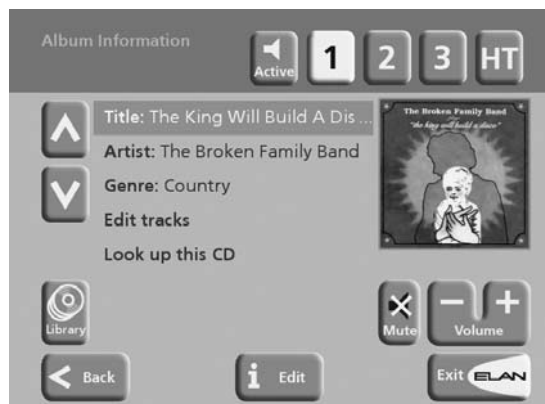 Album Information
Active
1
2
3
HT
Title: The King Will Build A Dis ...
Artist: The Broken Family Band
Genre: Country
Edit tracks
Look up this CD
The Broken Family Band
"the king will build a disco"
Library
Mute
Volume
Back
i Edit
Exit ELAN